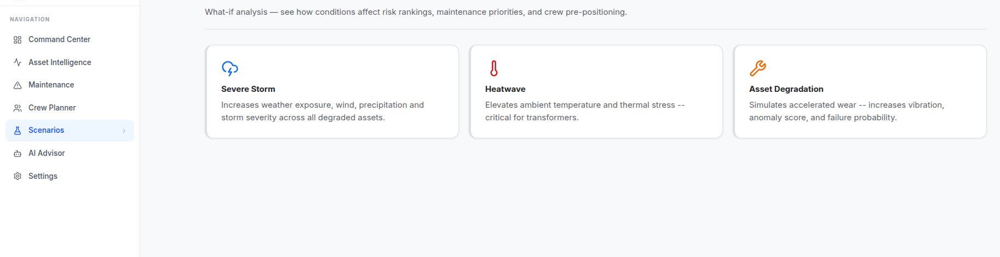 What-if analysis — see how conditions affect risk rankings, maintenance priorities, and crew pre-positioning.
NAVIGATION
Command Center
Asset Intelligence
Maintenance
Crew Planner
Scenarios
AI Advisor
Settings
Severe Storm
Increases weather exposure, wind, precipitation and
storm severity across all degraded assets.
Heatwave
Elevates ambient temperature and thermal stress --
critical for transformers.
Asset Degradation
Simulates accelerated wear -- increases vibration,
anomaly score, and failure probability.